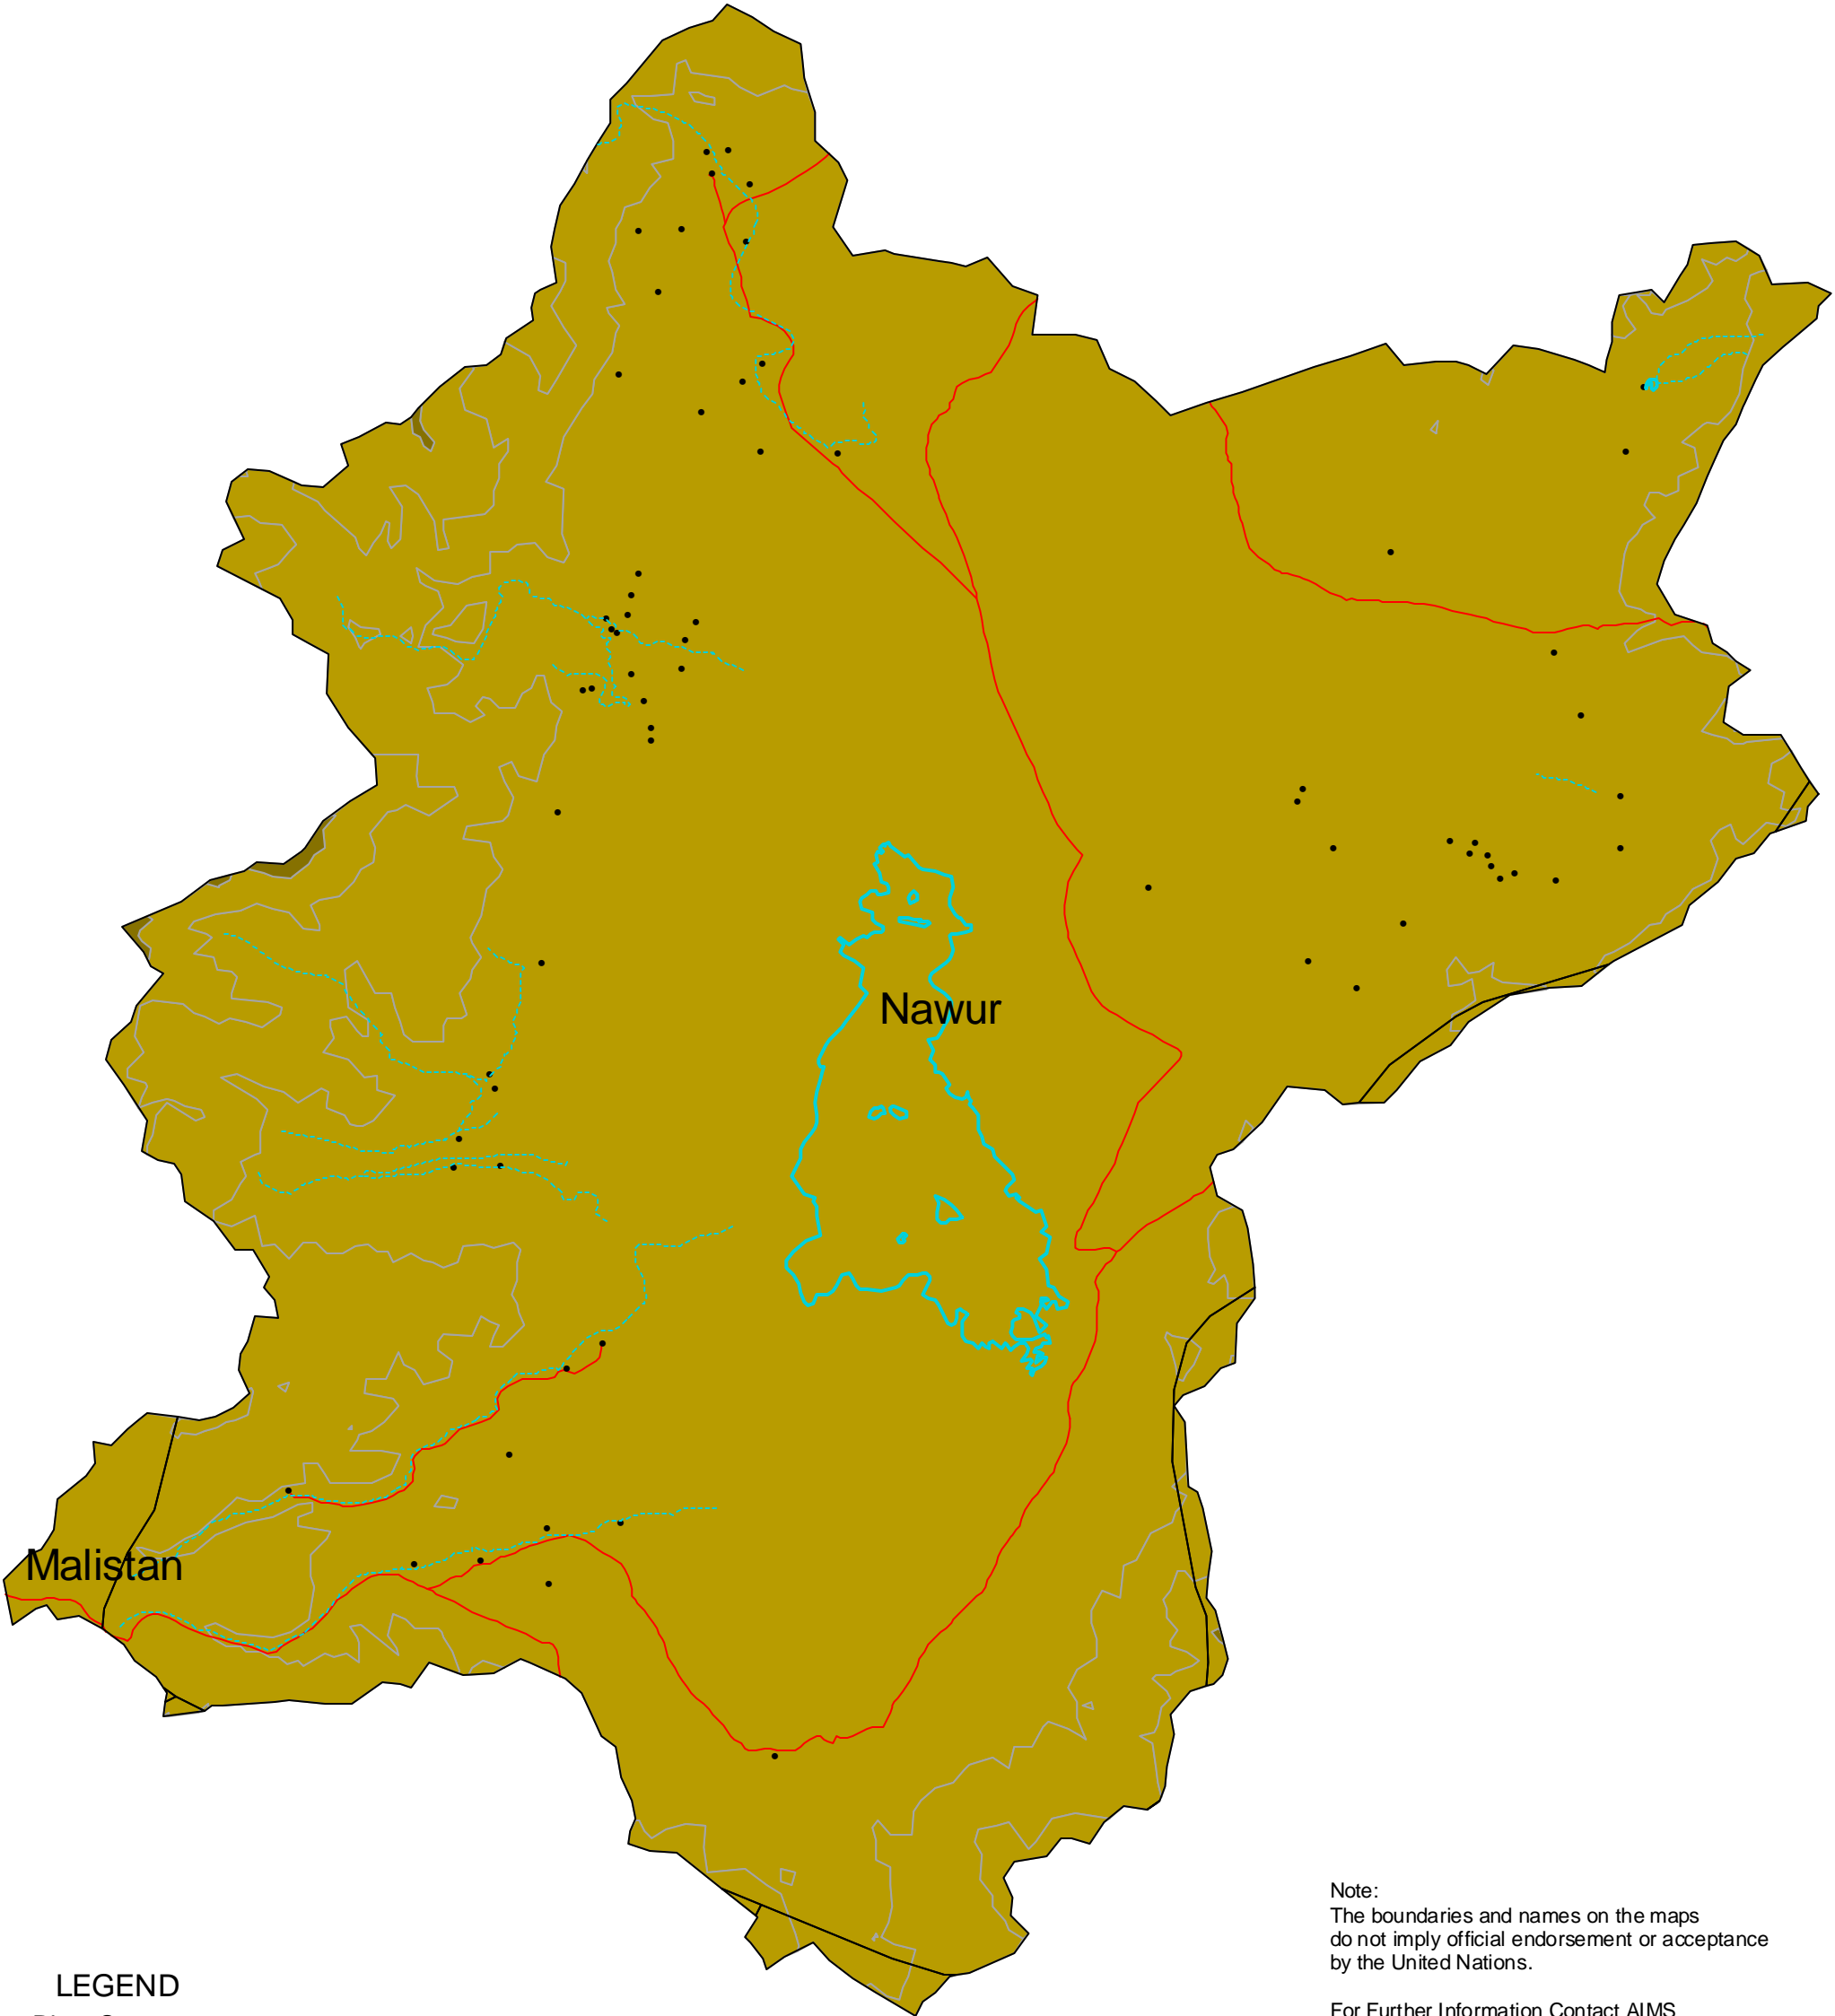 Nawur
Malistan
Note:
The boundaries and names on the maps
do not imply official endorsement or acceptance
by the United Nations.
For Further Information Contact AIMS
LEGEND